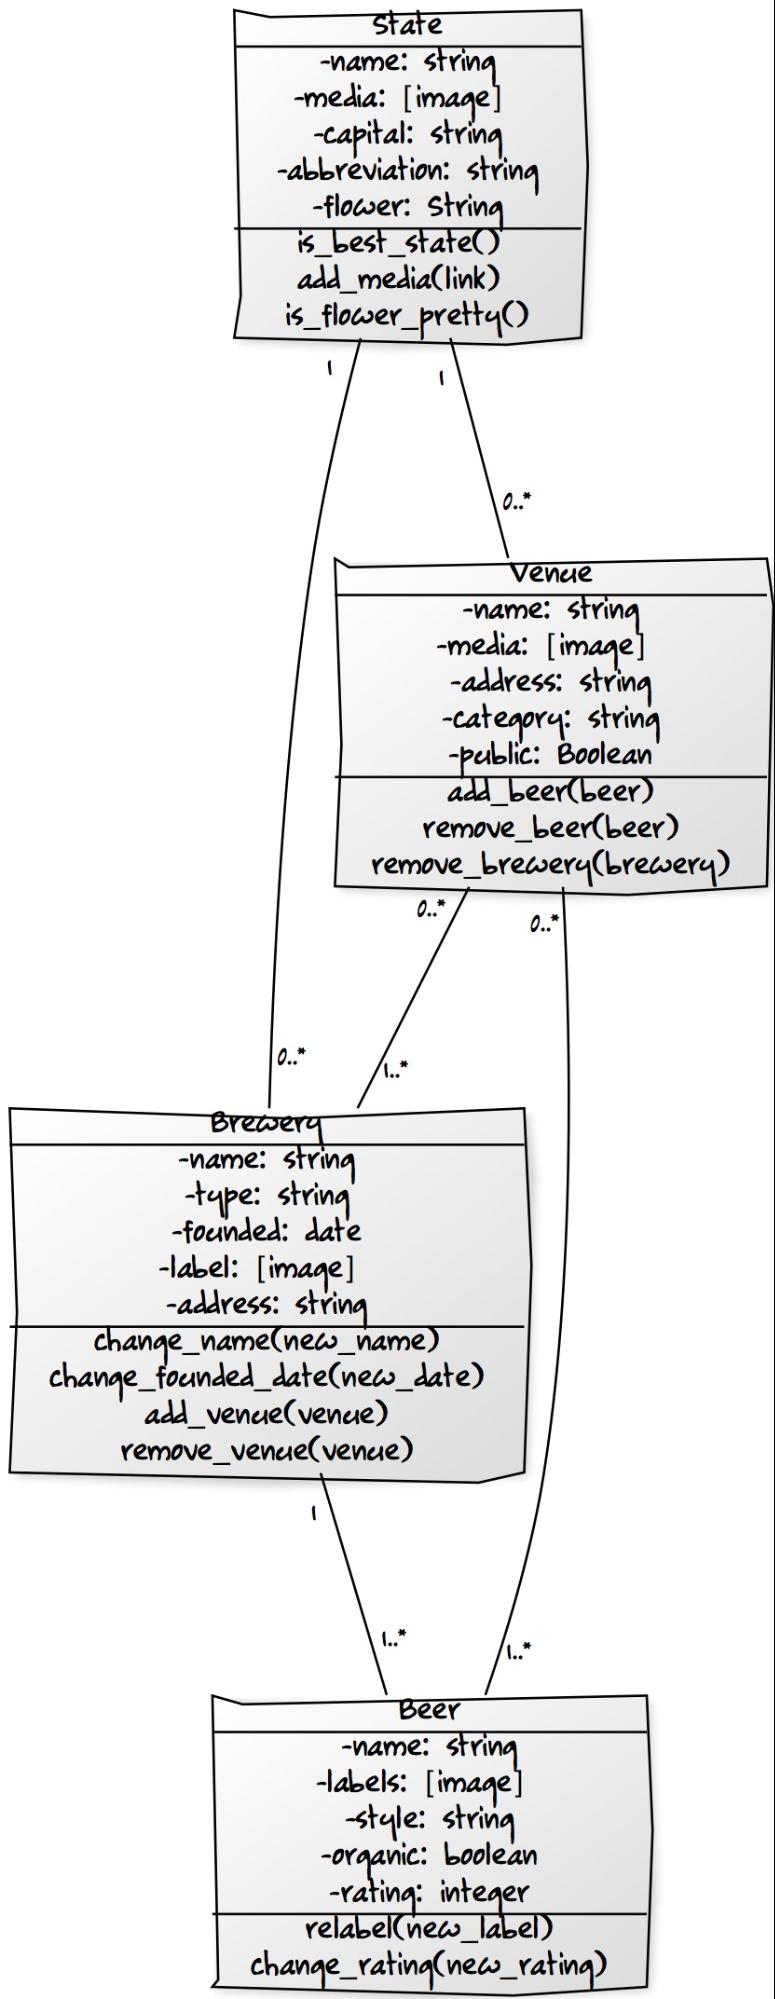 State
-name: string
-media: [image]
-capital: string
-abbreviation: string
-flower: String
is_best_state()
add_media(link)
is_flower_pretty()
1
1
0..*
Venue
-name: string
-media: [image]
-address: string
-category: string
-public: Boolean
add_beer(beer)
remove_beer(beer)
remove_brewery(brewery)
0..*
0..*
0..*
1..*
Brewery
-name: string
-type: string
-founded: date
-label: [image]
-address: string
change_name(new_name)
change_founded_date(new_date)
add_venue(venue)
remove_venue(venue)
1
1..*
1..*
Beer
-name: string
-labels: [image]
-style: string
-organic: boolean
-rating: integer
relabel(new_label)
change_rating(new_rating)